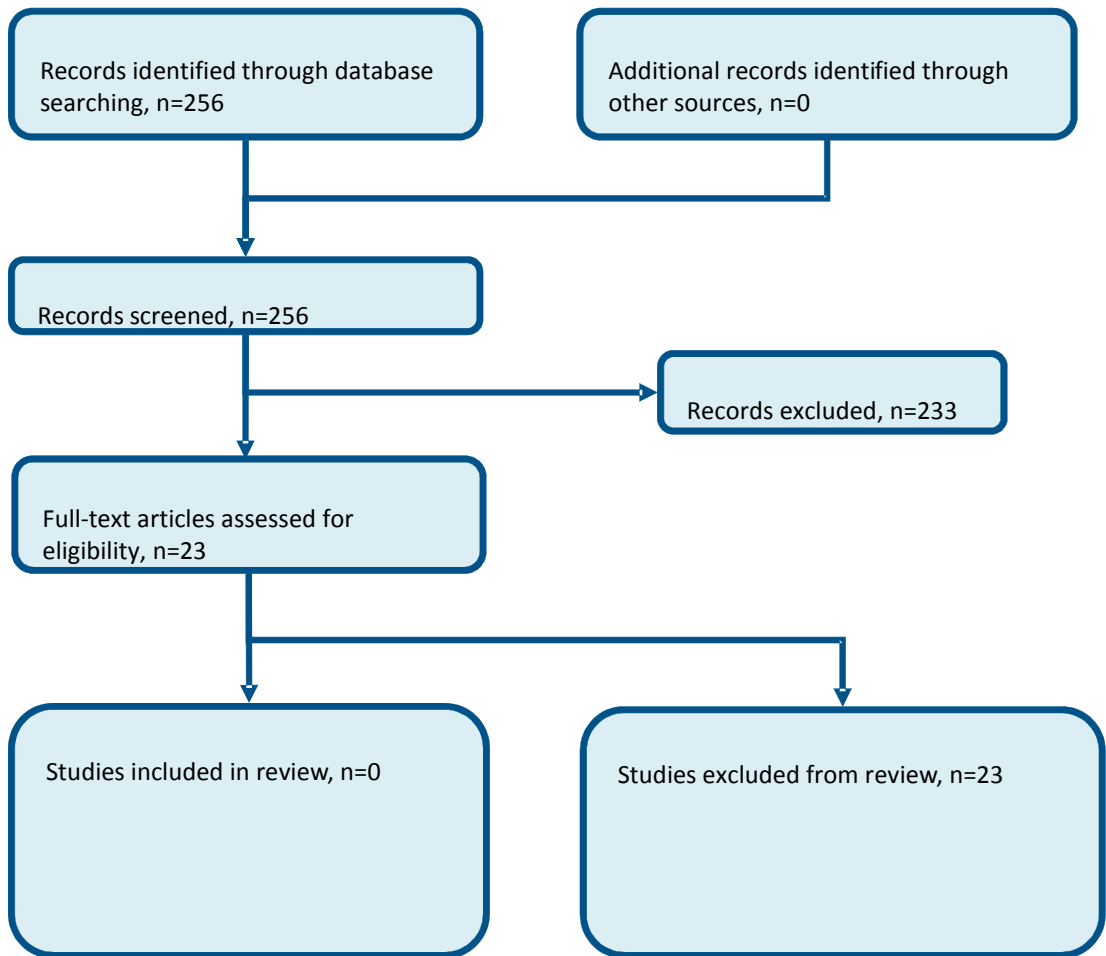 Records identified through database
searching, n=256
Additional records identified through
other sources, n=0
Records screened, n=256
Records excluded, n=233
Full-text articles assessed for
eligibility, n=23
Studies included in review, n=0
Studies excluded from review, n=23